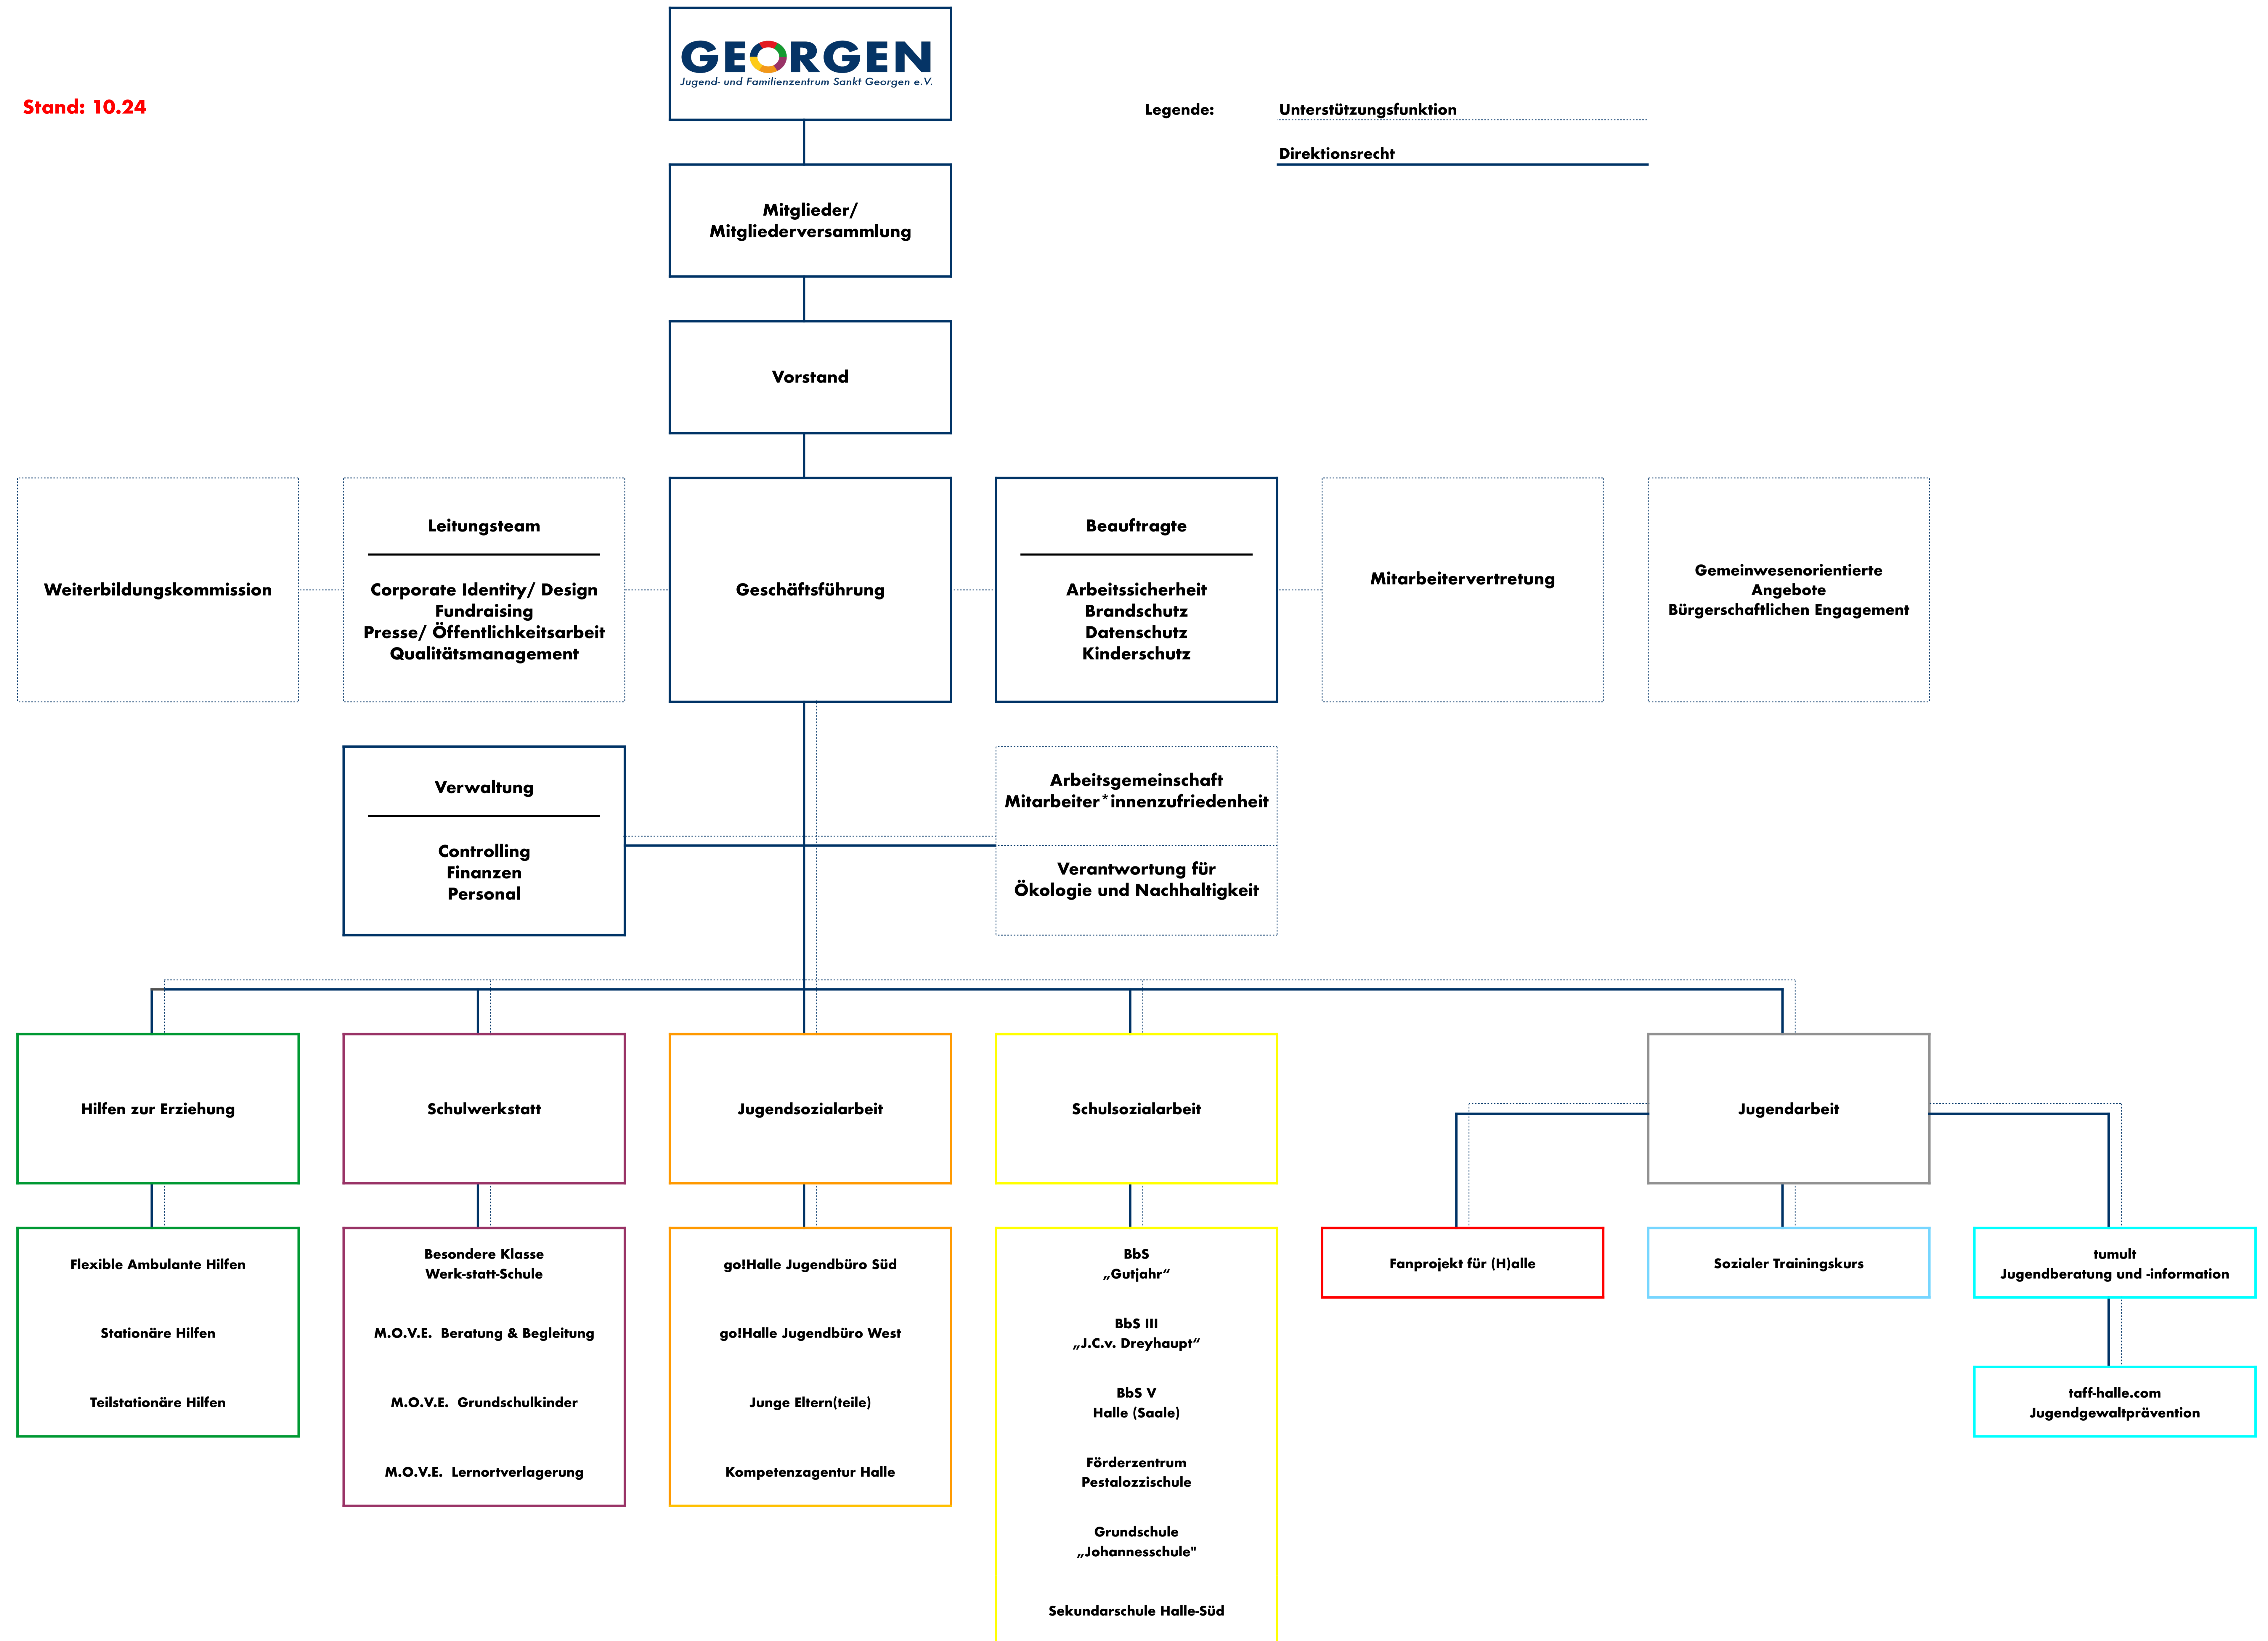 GEORGEN
Jugend- und Familienzentrum Sankt Georgen e.V.
Stand: 10.24
Legende:
Unterstützungsfunktion
Direktionsrecht
Mitglieder/
Mitgliederversammlung
Vorstand
Weiterbildungskommission
Leitungsteam
Corporate Identity/ Design
Fundraising
Presse/ Öffentlichkeitsarbeit
Qualitätsmanagement
Geschäftsführung
Beauftragte
Arbeitssicherheit
Brandschutz
Datenschutz
Kinderschutz
Mitarbeitervertretung
Gemeinwesenorientierte
Angebote
Bürgerschaftlichen Engagement
Verwaltung
Controlling
Finanzen
Personal
Arbeitsgemeinschaft
Mitarbeiter*innenzufriedenheit
Verantwortung für
Ökologie und Nachhaltigkeit
Hilfen zur Erziehung
Schulwerkstatt
Jugendsozialarbeit
Schulsozialarbeit
Jugendarbeit
Flexible Ambulante Hilfen
Stationäre Hilfen
Teilstationäre Hilfen
Besondere Klasse
Werk-statt-Schule
M.O.V.E.  Beratung & Begleitung
M.O.V.E.  Grundschulkinder
M.O.V.E.  Lernortverlagerung
go!Halle Jugendbüro Süd
go!Halle Jugendbüro West
Junge Eltern(teile)
Kompetenzagentur Halle
BbS
„Gutjahr“
BbS III
„J.C.v. Dreyhaupt“
BbS V
Halle (Saale)
Förderzentrum
Pestalozzischule
Grundschule
„Johannesschule"
Sekundarschule Halle-Süd
Fanprojekt für (H)alle
Sozialer Trainingskurs
tumult
Jugendberatung und -information
taff-halle.com
Jugendgewaltprävention